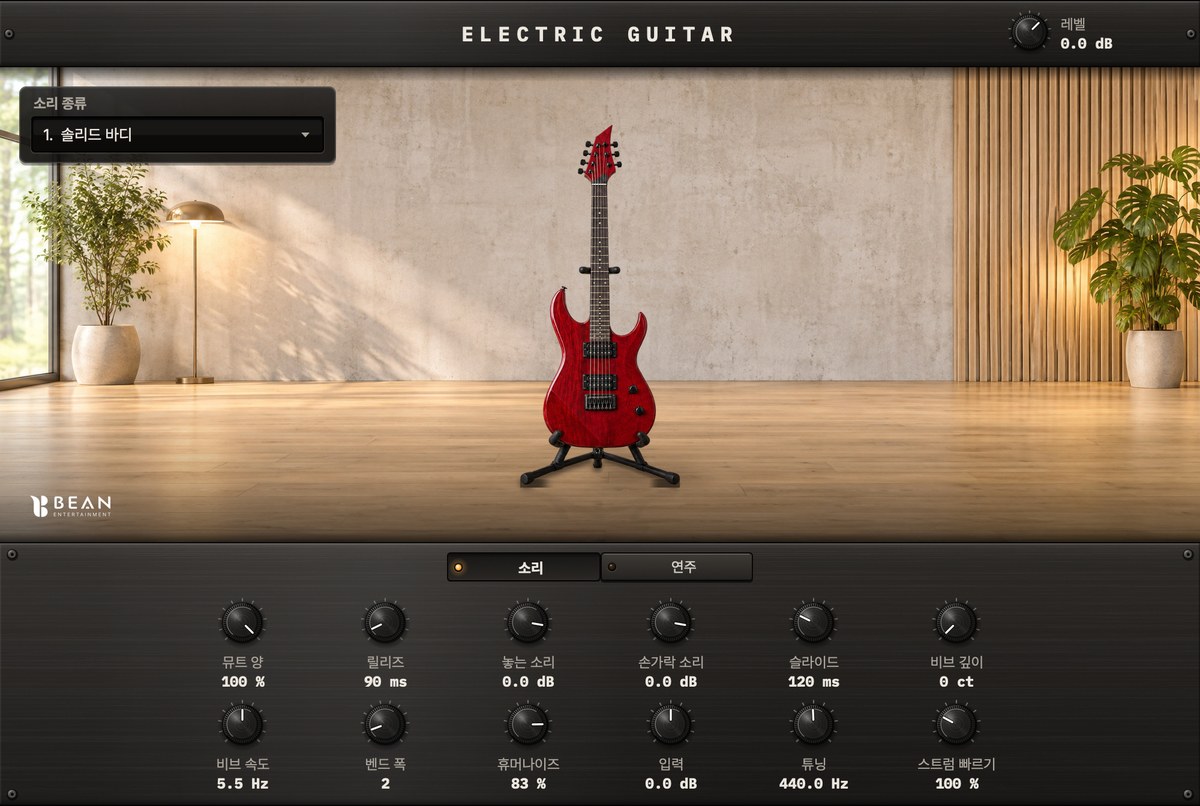 ELECTRIC GUITAR
레벨
0.0 dB
소리 종류
1. 솔리드 바디
BEAN
ENTERTAINMENT
소리
연주
뮤트 양
릴리즈
놓는 소리
손가락 소리
슬라이드
비브 깊이
100 %
90 ms
0.0 dB
0.0 dB
120 ms
0 ct
비브 속도
벤드 폭
휴머나이즈
입력
튜닝
스트럼 빠르기
5.5 Hz
2
83 %
0.0 dB
440.0 Hz
100 %